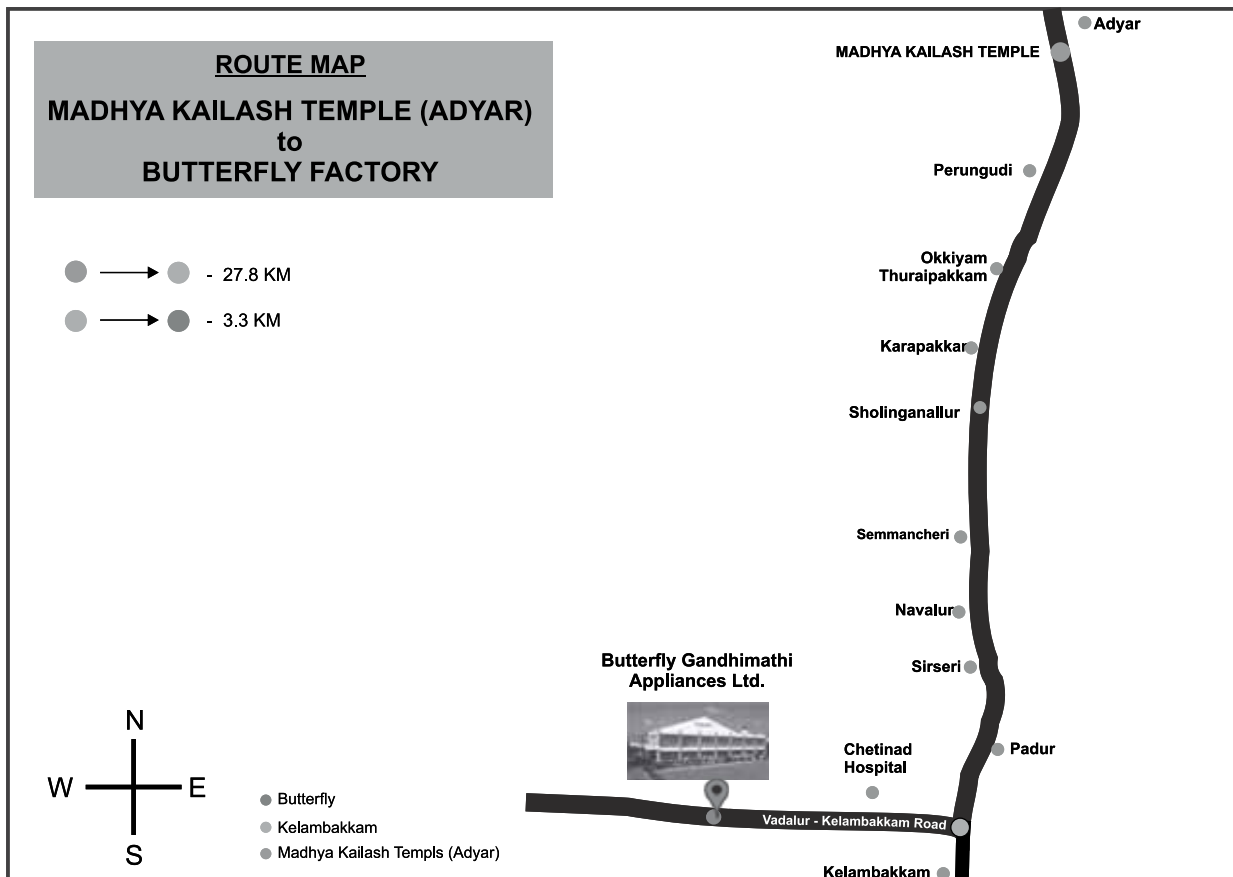 ROUTE MAP
MADHYA KAILASH TEMPLE (ADYAR)
to
BUTTERFLY FACTORY
- 27.8 KM
- 3.3 KM
Adyar
MADHYA KAILASH TEMPLE
Perungudi
Okkiyam
Thuraipakkam
Karapakkar
Sholinganallur
Semmancheri
Navalur
Sirseri
Padur
Butterfly Gandhimathi
Appliances Ltd.
Chetinad
Hospital
Vadalur - Kelambakkam Road
Kelambakkam
N
W E
S
Butterfly
Kelambakkam
Madhya Kailash Templs (Adyar)